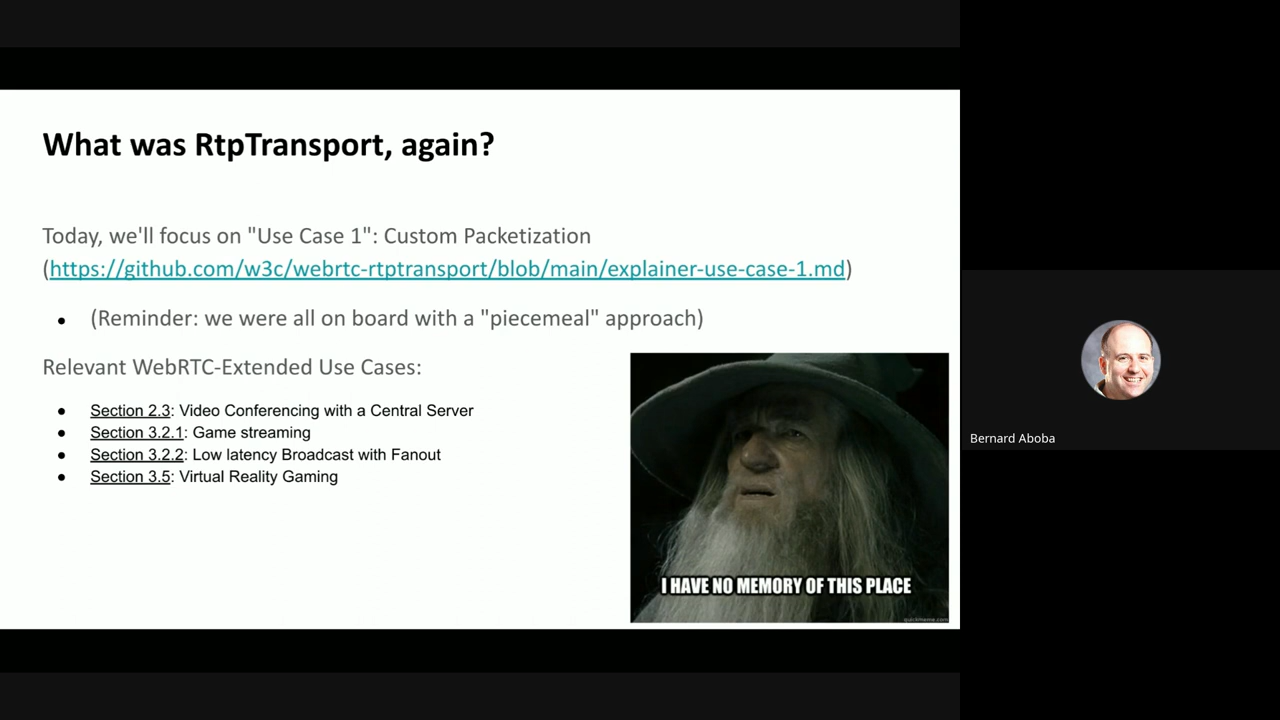 What was RtpTransport, again?
Today, we'll focus on "Use Case 1": Custom Packetization
(https://github.com/w3c/webrtc-rtptransport/blob/main/explainer-use-case-1.md)
● (Reminder: we were all on board with a "piecemeal" approach)
Relevant WebRTC-Extended Use Cases:
● Section 2.3: Video Conferencing with a Central Server
● Section 3.2.1: Game streaming
● Section 3.2.2: Low latency Broadcast with Fanout
● Section 3.5: Virtual Reality Gaming
I HAVE NO MEMORY OF THIS PLACE
quickmeme.com
Bernard Aboba